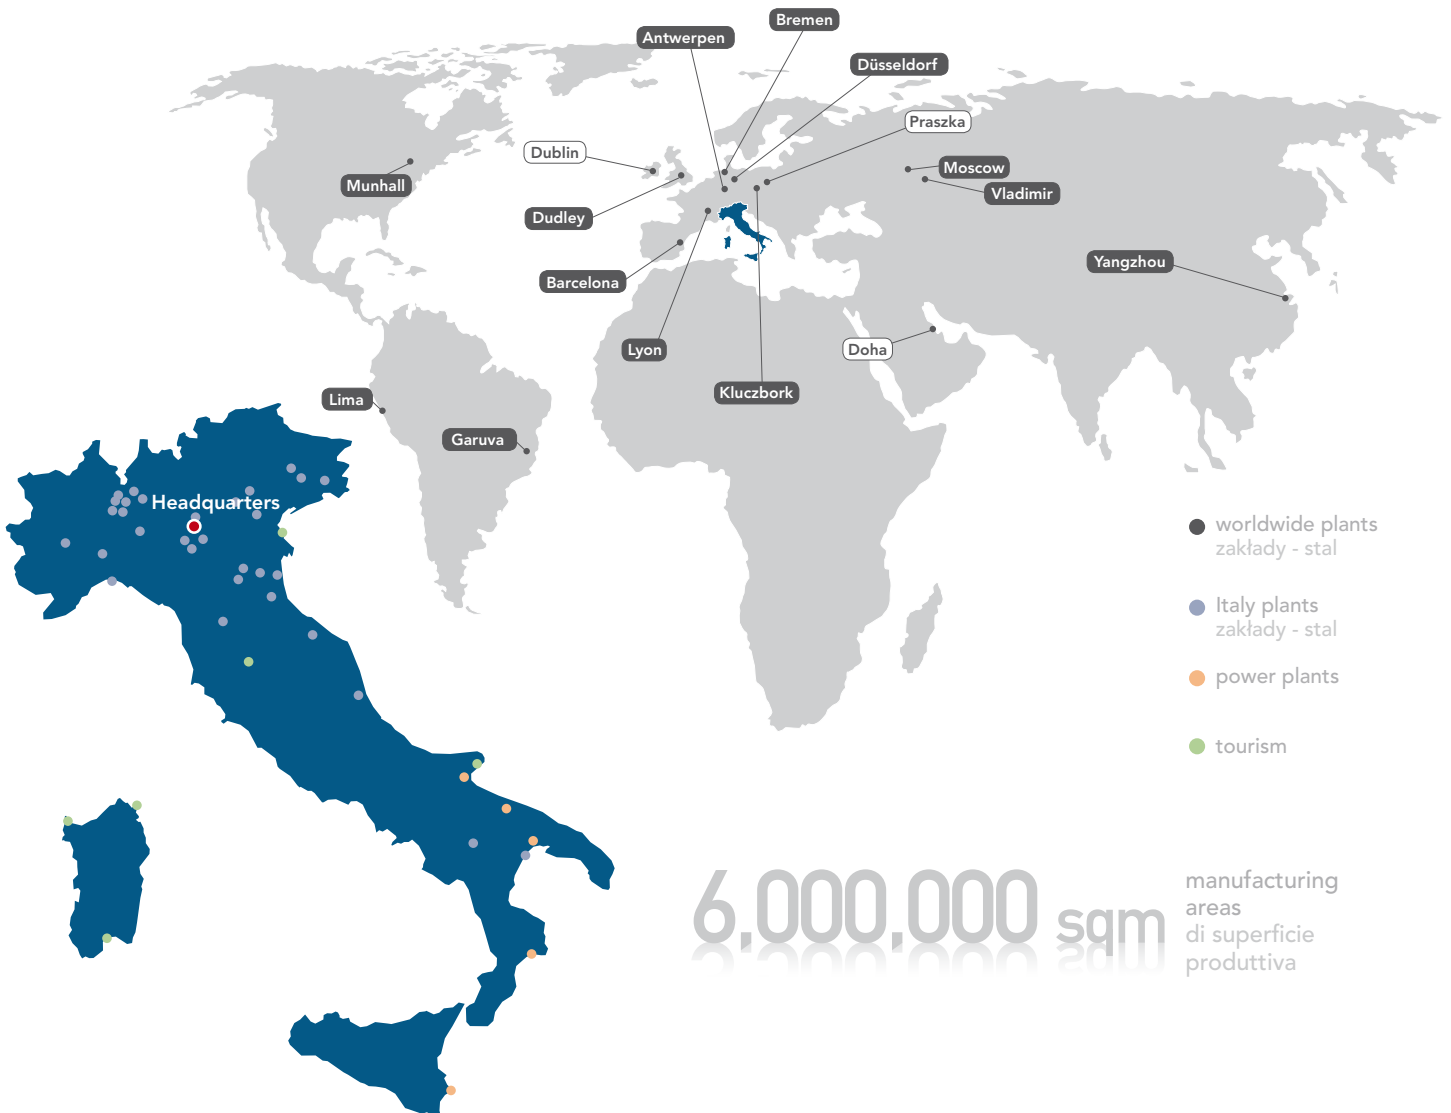 Bremen
Antwerpen
Düsseldorf
Praszka
Dublin
Moscow
Munhall
Vladimir
Dudley
Yangzhou
Barcelona
Lyon
Doha
Kluczbork
Lima
Garuva
Headquarters
worldwide plants
zakłady - stal
Italy plants
zakłady - stal
power plants
tourism
6,000,000 sqm
manufacturing
areas
di superficie
produttiva